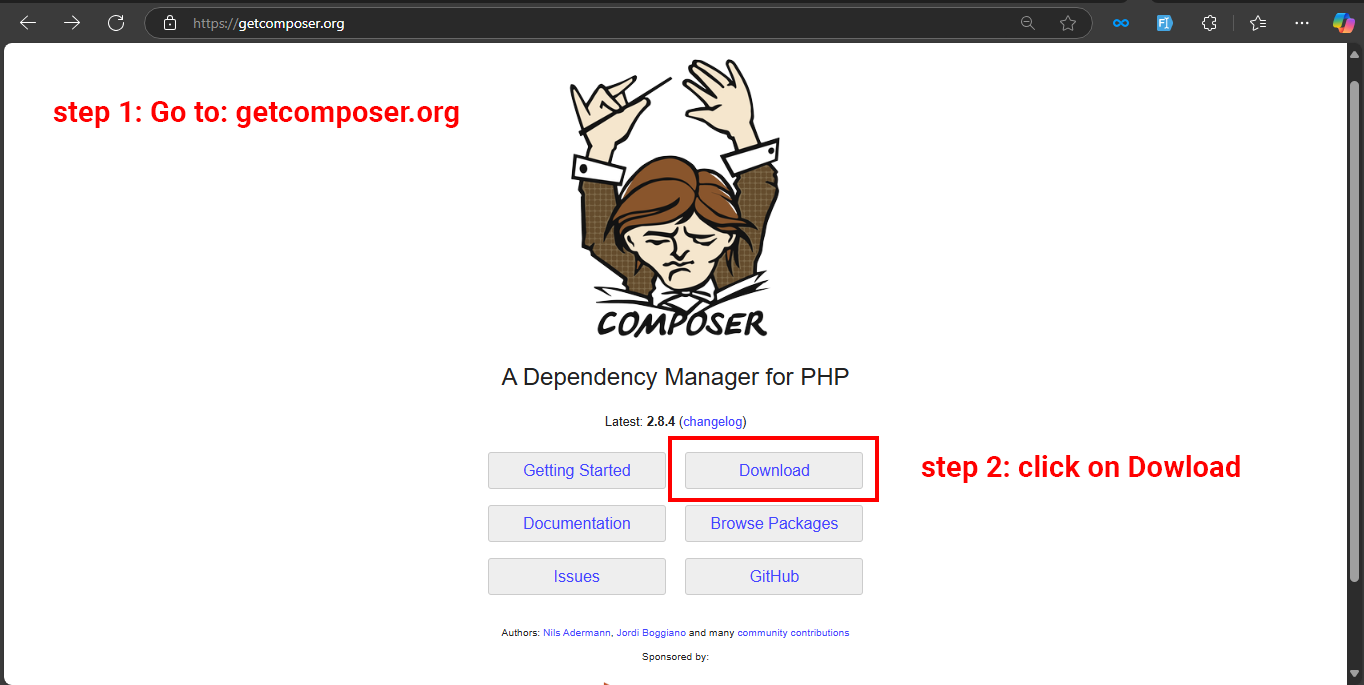 https://getcomposer.org
step 1: Go to: getcomposer.org
COMPOSER
A Dependency Manager for PHP
Latest: 2.8.4 (changelog)
Getting Started
Download
step 2: click on Dowload
Documentation
Browse Packages
Issues
GitHub
Authors: Nils Adermann, Jordi Boggiano and many community contributions
Sponsored by: